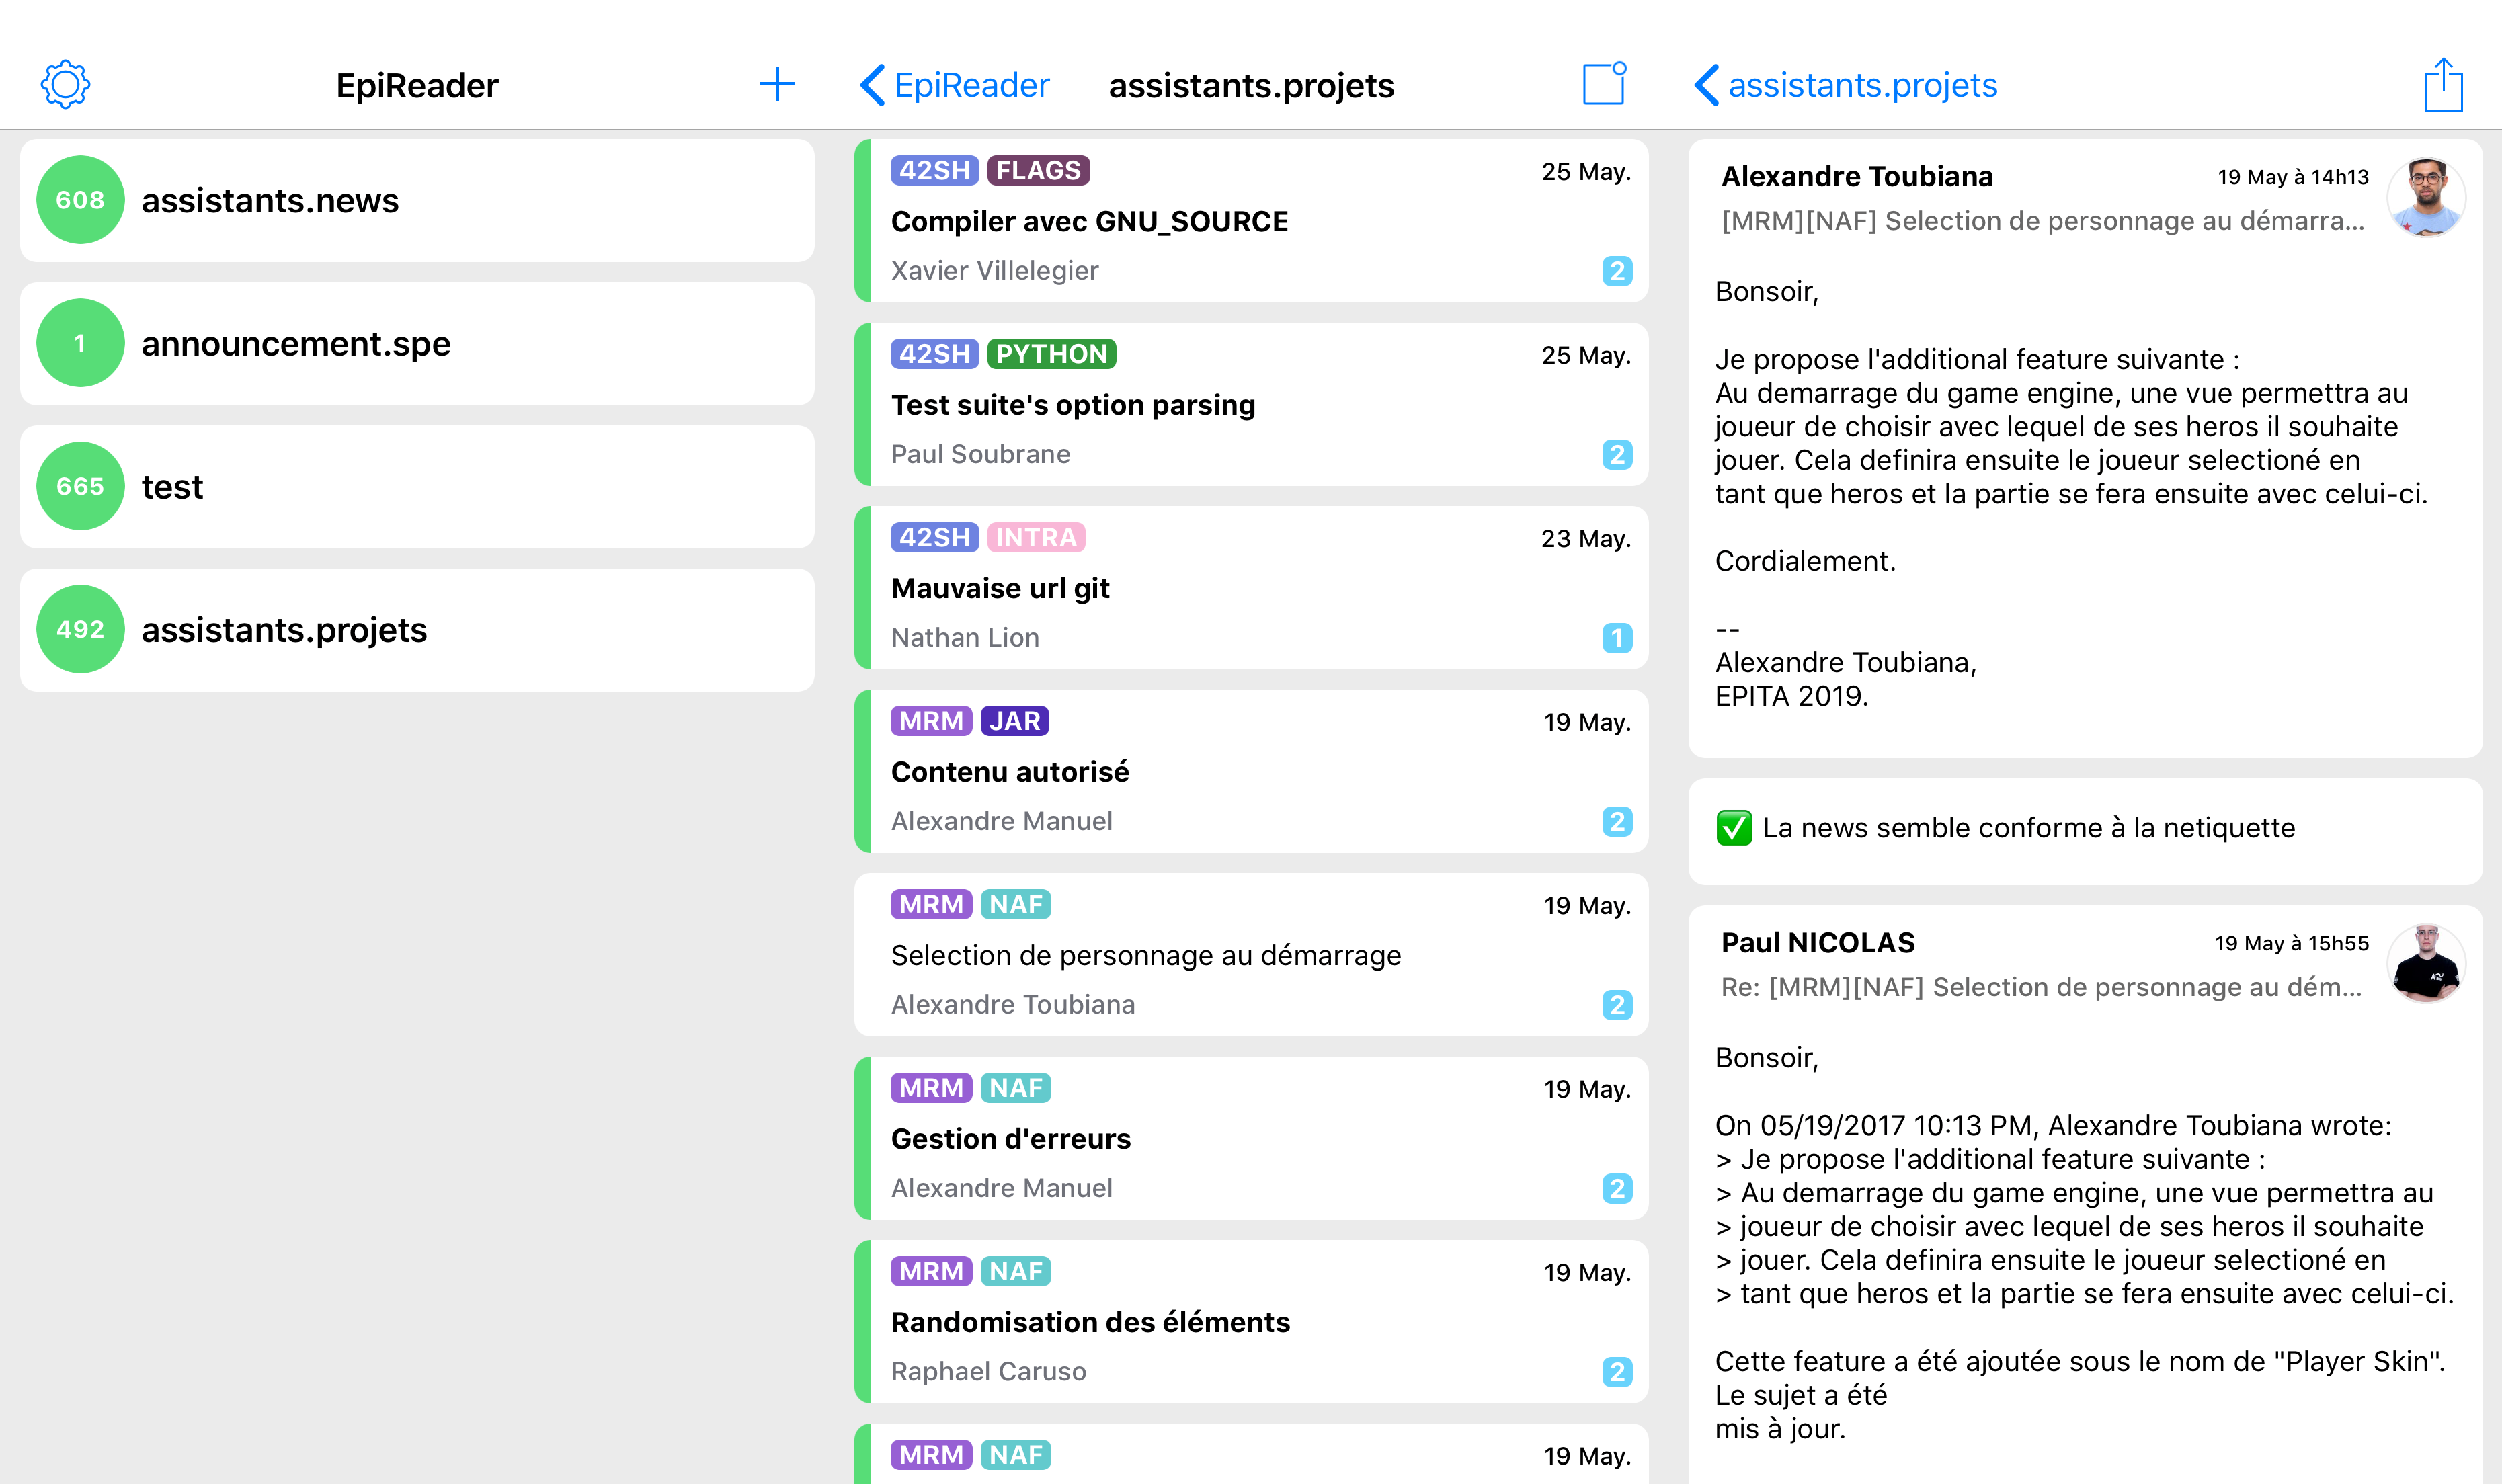 EpiReader
608 assistants.news
1 announcement.spe
665 test
492 assistants.projets
EpiReader assistants.projets
42SH FLAGS 25 May.
Compiler avec GNU_SOURCE
Xavier Villelegier 2
42SH PYTHON 25 May.
Test suite's option parsing
Paul Soubrane 2
42SH INTRA 23 May.
Mauvaise url git
Nathan Lion 1
MRM JAR 19 May.
Contenu autorisé
Alexandre Manuel 2
MRM NAF 19 May.
Selection de personnage au démarrage
Alexandre Toubiana 2
MRM NAF 19 May.
Gestion d'erreurs
Alexandre Manuel 2
MRM NAF 19 May.
Randomisation des éléments
Raphael Caruso 2
MRM NAF 19 May.
assistants.projets
Alexandre Toubiana 19 May à 14h13
[MRM][NAF] Selection de personnage au démarra...
Bonsoir,
Je propose l'additional feature suivante :
Au demarrage du game engine, une vue permettra au
joueur de choisir avec lequel de ses heros il souhaite
jouer. Cela definira ensuite le joueur selectioné en
tant que heros et la partie se fera ensuite avec celui-ci.
Cordialement.
--
Alexandre Toubiana,
EPITA 2019.
✅ La news semble conforme à la netiquette
Paul NICOLAS 19 May à 15h55
Re: [MRM][NAF] Selection de personnage au dém...
Bonsoir,
On 05/19/2017 10:13 PM, Alexandre Toubiana wrote:
> Je propose l'additional feature suivante :
> Au demarrage du game engine, une vue permettra au
> joueur de choisir avec lequel de ses heros il souhaite
> jouer. Cela definira ensuite le joueur selectioné en
> tant que heros et la partie se fera ensuite avec celui-ci.
Cette feature a été ajoutée sous le nom de "Player Skin".
Le sujet a été
mis à jour.